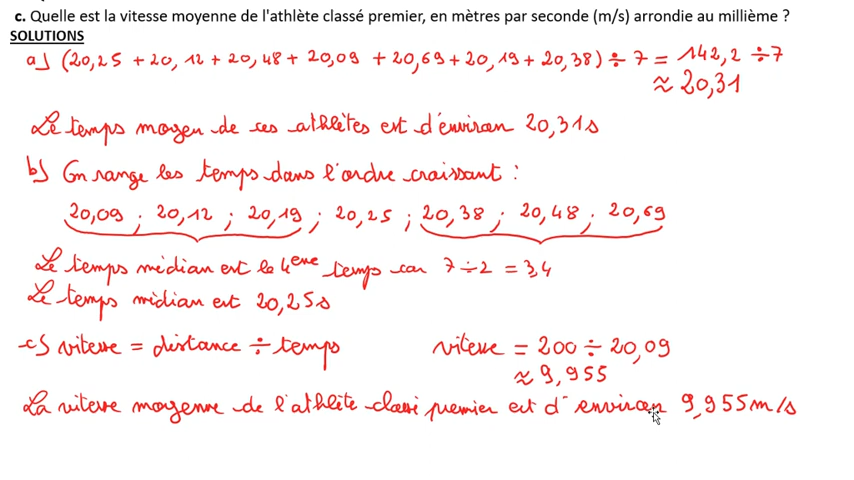 c. Quelle est la vitesse moyenne de l'athlète classé premier, en mètres par seconde (m/s) arrondie au millième ?
SOLUTIONS
a) (20,25 + 20,12 + 20,48 + 20,09 + 20,69 + 20,19 + 20,38) ÷ 7 = 142,2 ÷ 7
≈ 20,31
Le temps moyen de ces athlètes est d'environ 20,31s
b) On range les temps dans l'ordre croissant :
20,09 ; 20,12 ; 20,19 ; 20,25 ; 20,38 ; 20,48 ; 20,69
Le temps médian est le 4ème temps car 7 ÷ 2 = 3,4
Le temps médian est 20,25s
c) vitesse = distance ÷ temps vitesse = 200 ÷ 20,09
≈ 9,955
La vitesse moyenne de l'athlète classé premier est d'environ 9,955m/s